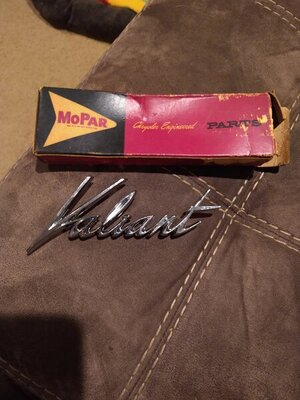 MOPAR
Chrysler Engineered
PARTS
Valiant